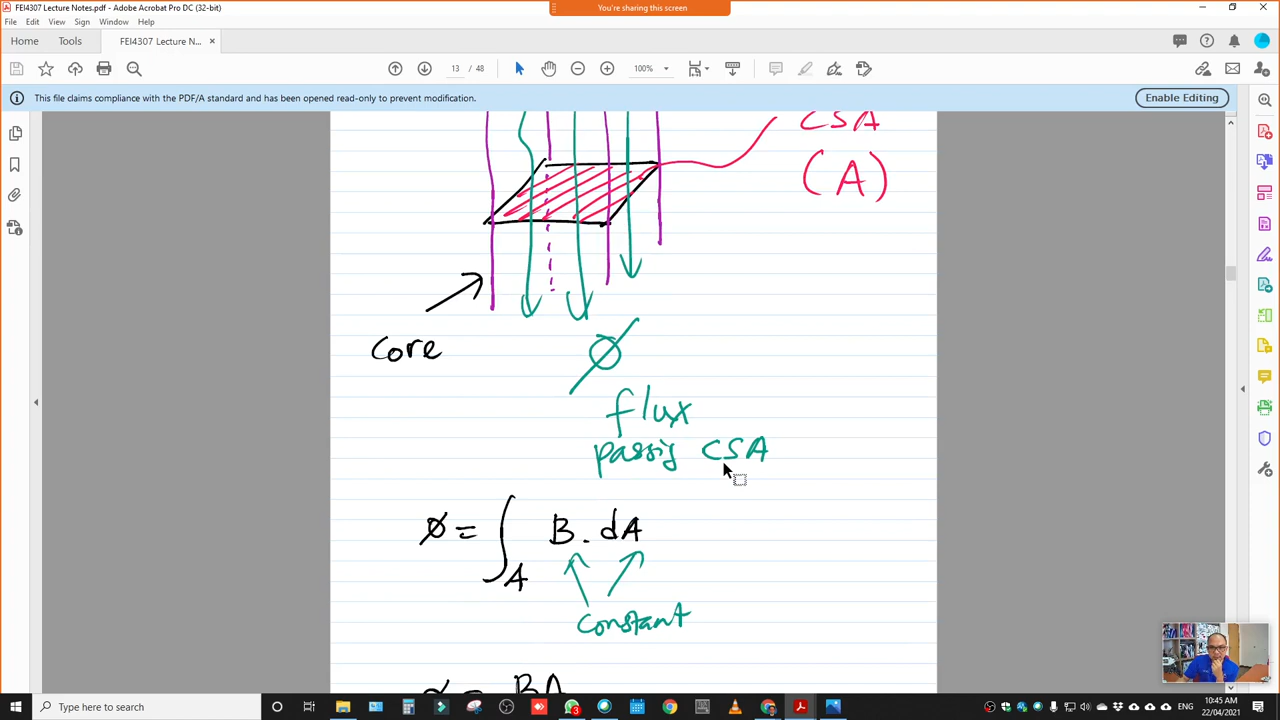 FEI4307 Lecture Notes.pdf - Adobe Acrobat Pro DC (32-bit)
You're sharing this screen
File Edit View Sign Window Help
Home Tools FEI4307 Lecture N... ×
13 / 48 100%
This file claims compliance with the PDF/A standard and has been opened read-only to prevent modification.
Enable Editing
CSA
(A)
Core
Ø
flux
passig CSA
Ø = ∫A B . dA
constant
Ø = BA
Type here to search
3
ENG
10:45 AM
22/04/2021